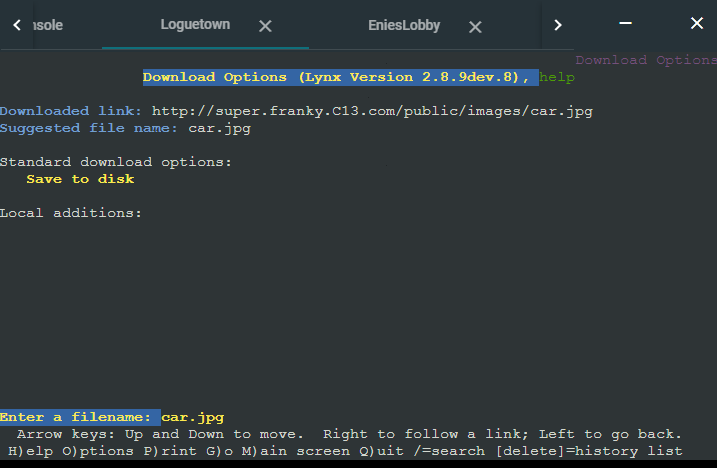 nsole Loguetown EniesLobby
Download Options
Download Options (Lynx Version 2.8.9dev.8), help
Downloaded link: http://super.franky.C13.com/public/images/car.jpg
Suggested file name: car.jpg
Standard download options:
Save to disk
Local additions:
Enter a filename: car.jpg
Arrow keys: Up and Down to move. Right to follow a link; Left to go back.
H)elp O)ptions P)rint G)o M)ain screen Q)uit /=search [delete]=history list